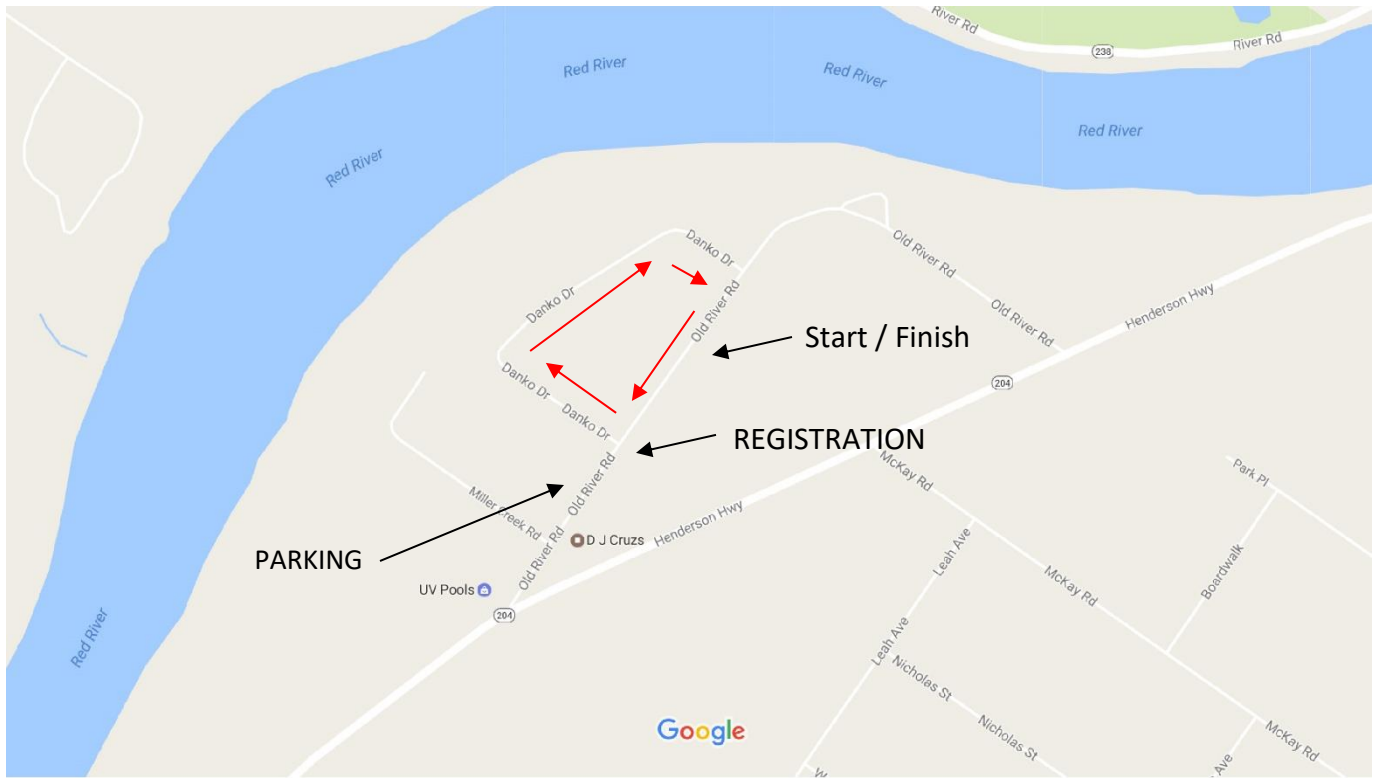 River Rd
238
River Rd
Red River
Red River
Red River
Red River
Danko Dr
Old River Rd
Danko Dr
Old River Rd
Old River Rd
Henderson Hwy
Start / Finish
Danko Dr
204
Danko Dr
REGISTRATION
McKay Rd
Park Pl
Old River Rd
Miller Creek Rd
Henderson Hwy
D J Cruzs
Old River Rd
PARKING
Leah Ave
McKay Rd
Boardwalk
UV Pools
204
Red River
Leah Ave
Nicholas St
Nicholas St
McKay Rd
Google